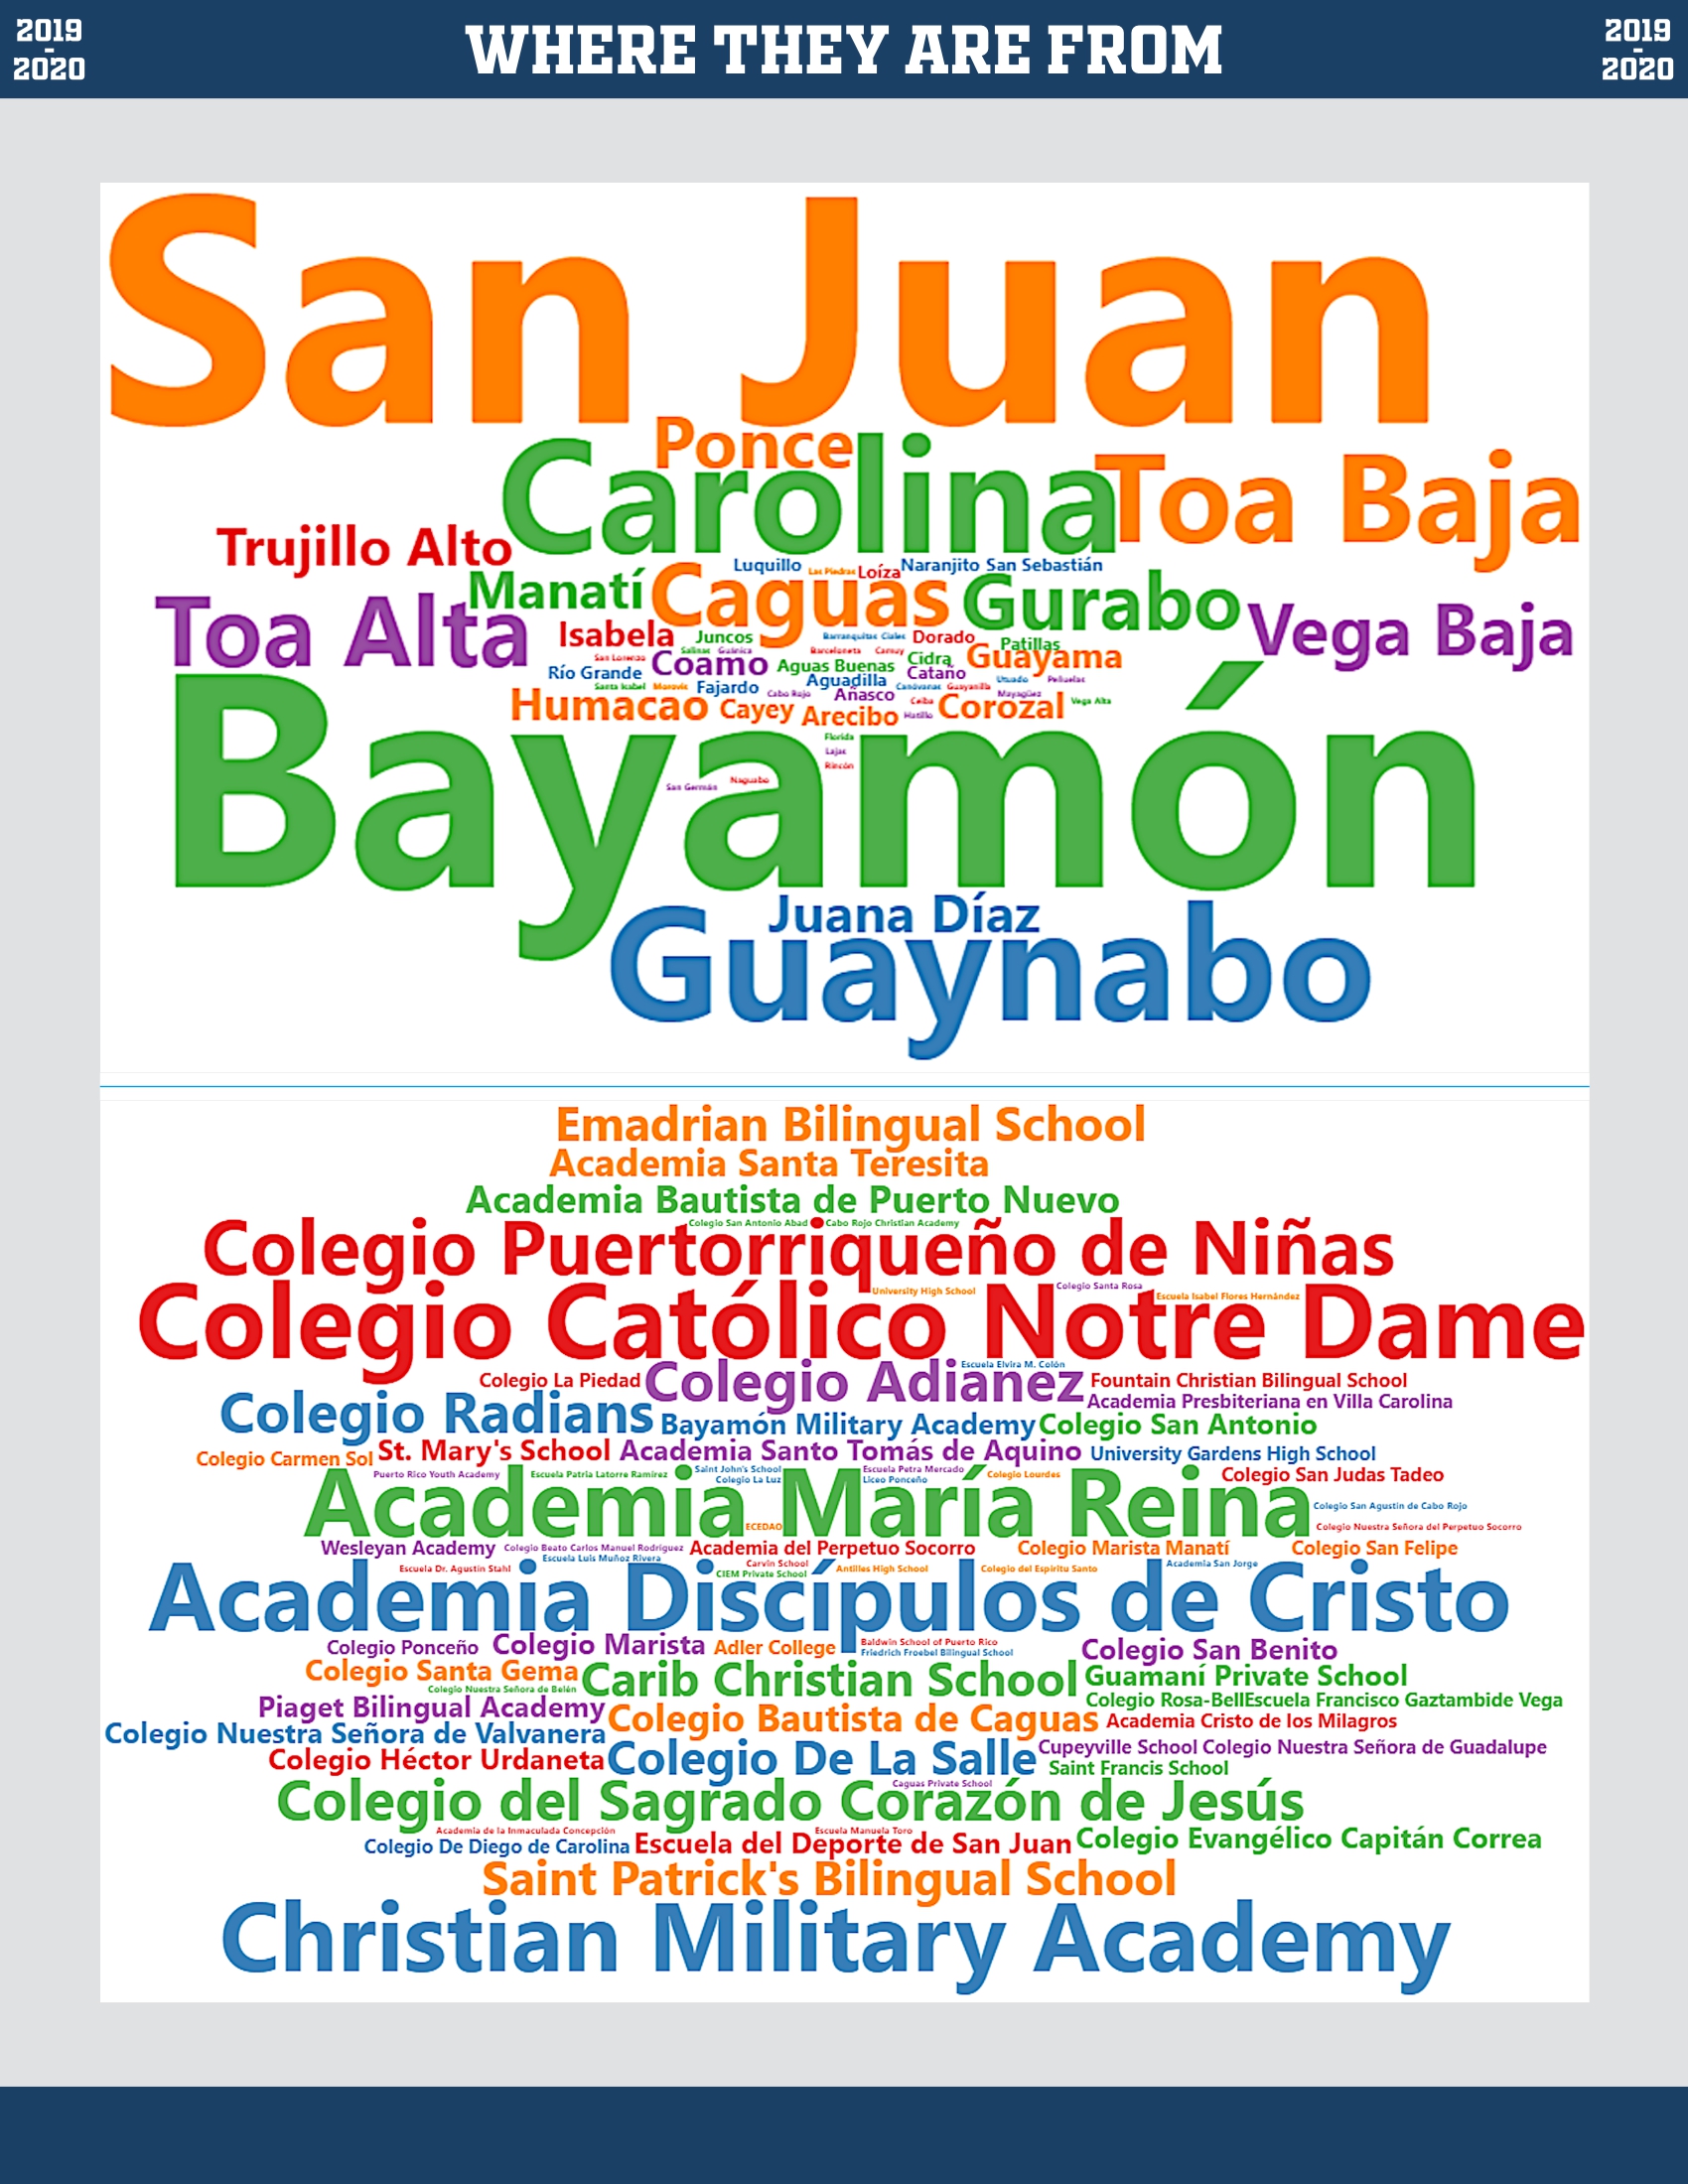 2019
-
2020
WHERE THEY ARE FROM
2019
-
2020
San Juan
Ponce
Carolina
Toa Baja
Trujillo Alto
Luquillo Las Piedras Loíza Naranjito San Sebastián
Manatí Caguas Gurabo
Toa Alta
Vega Baja
Isabela Juncos Barranquitas Ciales Dorado Patillas
Salinas Guánica Barceloneta Camuy
San Lorenzo Coamo Aguas Buenas Cidra Guayama
Río Grande Aguadilla Cataño Utuado Peñuelas
Santa Isabel Morovis Fajardo Cabo Rojo Añasco Canóvanas Guayanilla Mayagüez
Humacao Cayey Arecibo Hatillo Ceiba Corozal Vega Alta
Florida
Lajas
Rincón
Naguabo
San Germán
Bayamón
Juana Díaz
Guaynabo
Emadrian Bilingual School
Academia Santa Teresita
Academia Bautista de Puerto Nuevo
Colegio San Antonio Abad Cabo Rojo Christian Academy
Colegio Puertorriqueño de Niñas
University High School Colegio Santa Rosa Escuela Isabel Flores Hernández
Colegio Católico Notre Dame
Escuela Elvira M. Colón
Colegio La Piedad Colegio Adianez Fountain Christian Bilingual School
Academia Presbiteriana en Villa Carolina
Colegio Radians Bayamón Military Academy Colegio San Antonio
Colegio Carmen Sol St. Mary's School Academia Santo Tomás de Aquino University Gardens High School
Puerto Rico Youth Academy Escuela Patria Latorre Ramírez Saint John's School Escuela Petra Mercado Colegio Lourdes Colegio San Judas Tadeo
Colegio La Luz Liceo Ponceño
Academia María Reina
Colegio San Agustín de Cabo Rojo
ECEDAO
Colegio Nuestra Señora del Perpetuo Socorro
Wesleyan Academy Colegio Beato Carlos Manuel Rodríguez Academia del Perpetuo Socorro Colegio Marista Manatí Colegio San Felipe
Escuela Luis Muñoz Rivera
Escuela Dr. Agustín Stahl Carvin School Antilles High School Colegio del Espíritu Santo Academia San Jorge
CIEM Private School
Academia Discípulos de Cristo
Colegio Ponceño Colegio Marista Adler College Baldwin School of Puerto Rico Colegio San Benito
Friedrich Froebel Bilingual School
Colegio Santa Gema Carib Christian School Guamaní Private School
Colegio Nuestra Señora de Belén
Colegio Rosa-Bell Escuela Francisco Gaztambide Vega
Piaget Bilingual Academy Colegio Bautista de Caguas Academia Cristo de los Milagros
Colegio Nuestra Señora de Valvanera
Colegio Héctor Urdaneta Colegio De La Salle Cupeyville School Colegio Nuestra Señora de Guadalupe
Saint Francis School
Caguas Private School
Colegio del Sagrado Corazón de Jesús
Academia de la Inmaculada Concepción Escuela Manuela Toro
Colegio De Diego de Carolina Escuela del Deporte de San Juan Colegio Evangélico Capitán Correa
Saint Patrick's Bilingual School
Christian Military Academy